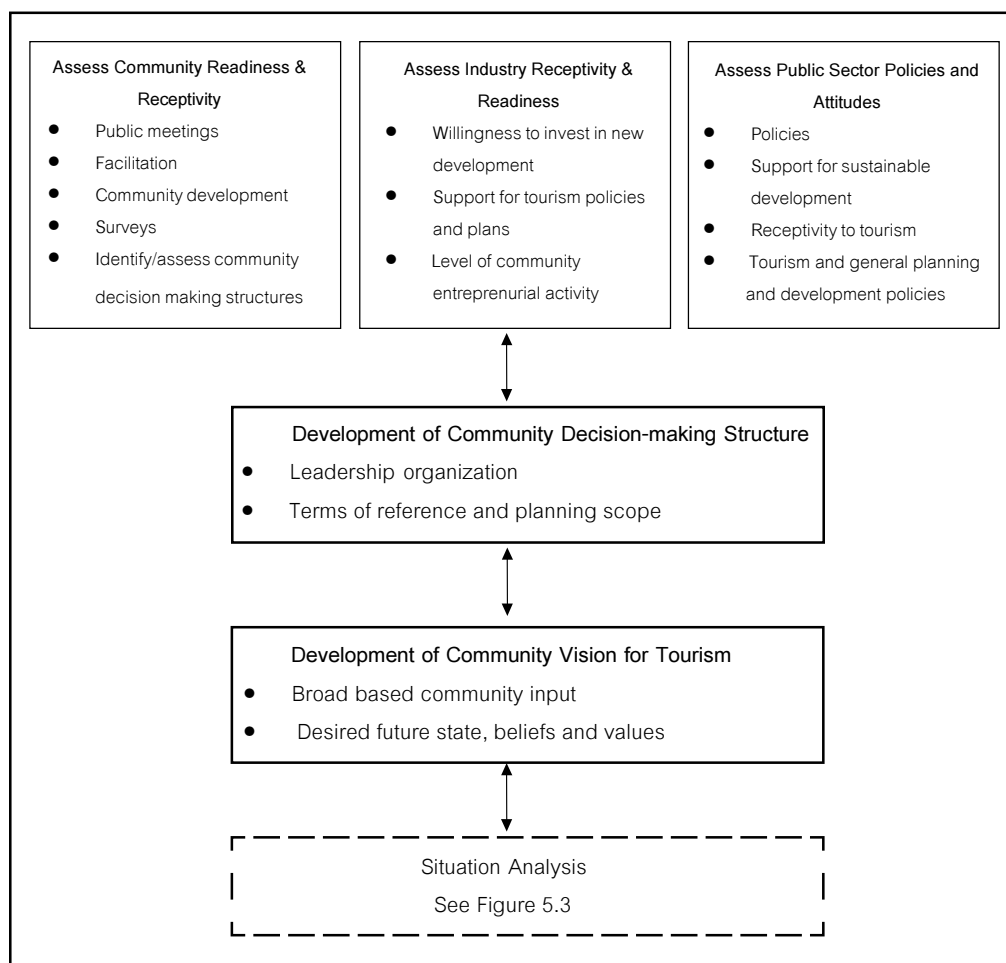 Assess Community Readiness &
Receptivity
● Public meetings
● Facilitation
● Community development
● Surveys
● Identify/assess community
decision making structures
Assess Industry Receptivity &
Readiness
● Willingness to invest in new
development
● Support for tourism policies
and plans
● Level of community
entreprenurial activity
Assess Public Sector Policies and
Attitudes
● Policies
● Support for sustainable
development
● Receptivity to tourism
● Tourism and general planning
and development policies
Development of Community Decision-making Structure
● Leadership organization
● Terms of reference and planning scope
Development of Community Vision for Tourism
● Broad based community input
● Desired future state, beliefs and values
Situation Analysis
See Figure 5.3